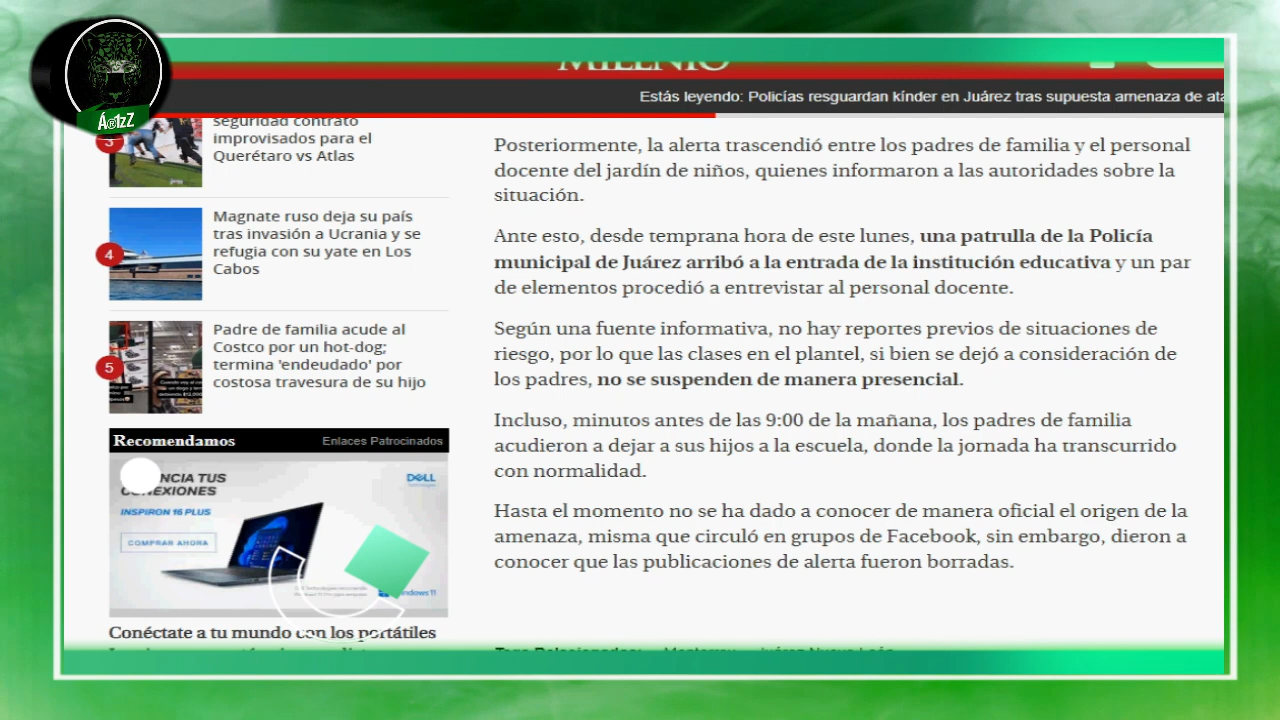 MILENIO
Estás leyendo: Policías resguardan kínder en Juárez tras supuesta amenaza de ata
Á®1zZ
3
seguridad contrató
improvisados para el
Querétaro vs Atlas
4
Magnate ruso deja su país
tras invasión a Ucrania y se
refugia con su yate en Los
Cabos
5
Padre de familia acude al
Costco por un hot-dog;
termina 'endeudado' por
costosa travesura de su hijo
Recomendamos
Enlaces Patrocinados
NCIA TUS
CONEXIONES
INSPIRON 16 PLUS
COMPRAR AHORA
DELL
Technologies
ndows 11
Conéctate a tu mundo con los portátiles
Posteriormente, la alerta trascendió entre los padres de familia y el personal
docente del jardín de niños, quienes informaron a las autoridades sobre la
situación.
Ante esto, desde temprana hora de este lunes, una patrulla de la Policía
municipal de Juárez arribó a la entrada de la institución educativa y un par
de elementos procedió a entrevistar al personal docente.
Según una fuente informativa, no hay reportes previos de situaciones de
riesgo, por lo que las clases en el plantel, si bien se dejó a consideración de
los padres, no se suspenden de manera presencial.
Incluso, minutos antes de las 9:00 de la mañana, los padres de familia
acudieron a dejar a sus hijos a la escuela, donde la jornada ha transcurrido
con normalidad.
Hasta el momento no se ha dado a conocer de manera oficial el origen de la
amenaza, misma que circuló en grupos de Facebook, sin embargo, dieron a
conocer que las publicaciones de alerta fueron borradas.